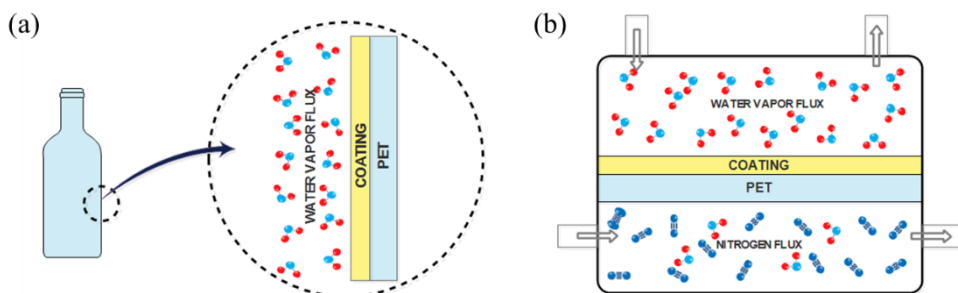 (a)
WATER VAPOR FLUX
COATING
PET
(b)
WATER VAPOR FLUX
COATING
PET
NITROGEN FLUX